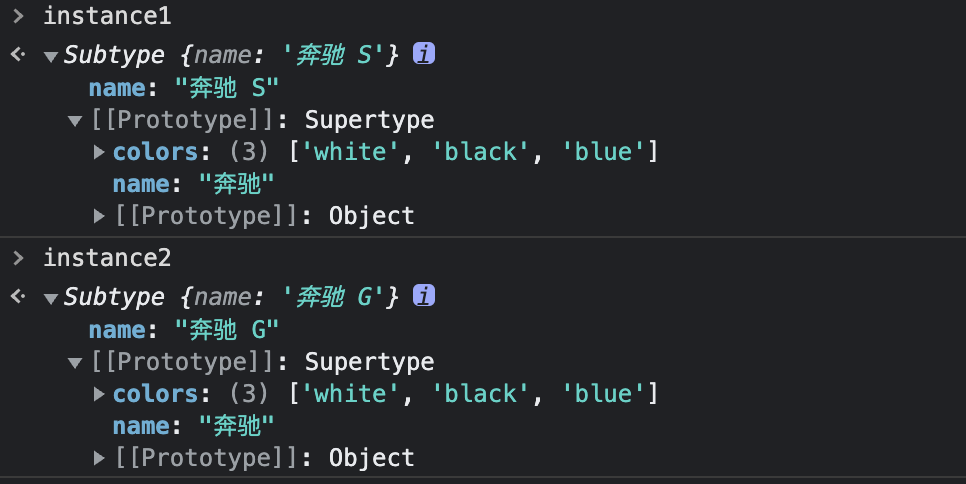 instance1
Subtype {name: '奔驰 S'} i
name: "奔驰 S"
[[Prototype]]: Supertype
colors: (3) ['white', 'black', 'blue']
name: "奔驰"
[[Prototype]]: Object
instance2
Subtype {name: '奔驰 G'} i
name: "奔驰 G"
[[Prototype]]: Supertype
colors: (3) ['white', 'black', 'blue']
name: "奔驰"
[[Prototype]]: Object